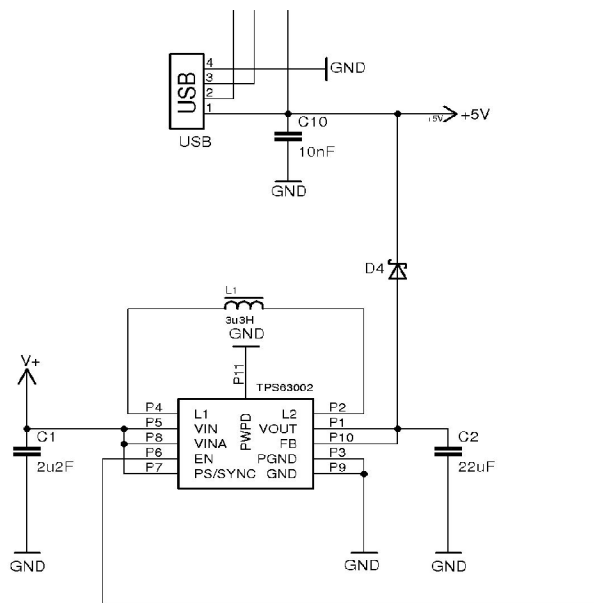 4
GND
3
2
1
USB
USB
C10
10nF
GND
+5V
+5V
D4
L1
3u3H
GND
P11
TPS63002
V+
P4
L1
L2
P2
P5
VIN
VOUT
P1
P8
VINA
PWPD
FB
P10
P6
EN
PGND
P3
P7
PS/SYNC
GND
P9
C1
2u2F
C2
22uF
GND
GND
GND